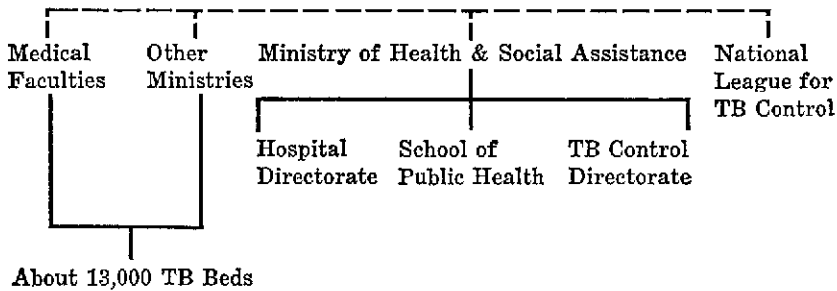 Medical Faculties
Other Ministries
Ministry of Health & Social Assistance
National League for TB Control
Hospital Directorate
School of Public Health
TB Control Directorate
About 13,000 TB Beds